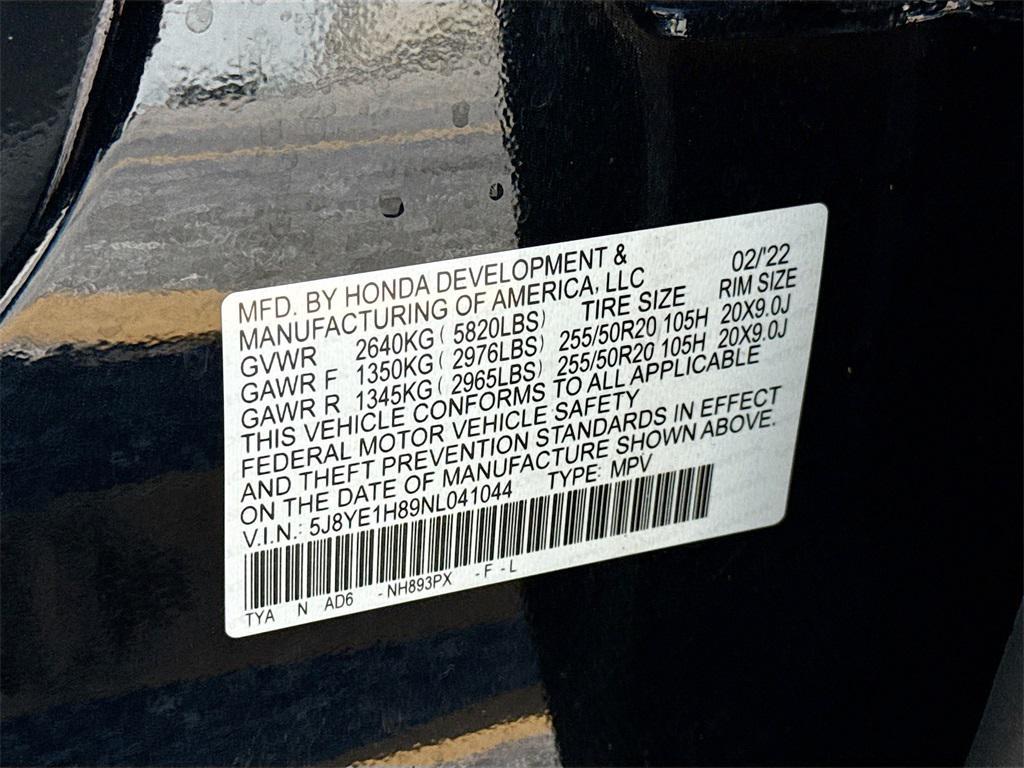 MFD. BY HONDA DEVELOPMENT & 02/'22
MANUFACTURING OF AMERICA, LLC RIM SIZE
GVWR 2640KG ( 5820LBS) TIRE SIZE
GAWR F 1350KG ( 2976LBS) 255/50R20 105H 20X9.0J
GAWR R 1345KG ( 2965LBS) 255/50R20 105H 20X9.0J
THIS VEHICLE CONFORMS TO ALL APPLICABLE
FEDERAL MOTOR VEHICLE SAFETY
AND THEFT PREVENTION STANDARDS IN EFFECT
ON THE DATE OF MANUFACTURE SHOWN ABOVE.
V.I.N.: 5J8YE1H89NL041044 TYPE: MPV
TYA N AD6 -NH893PX -F-L